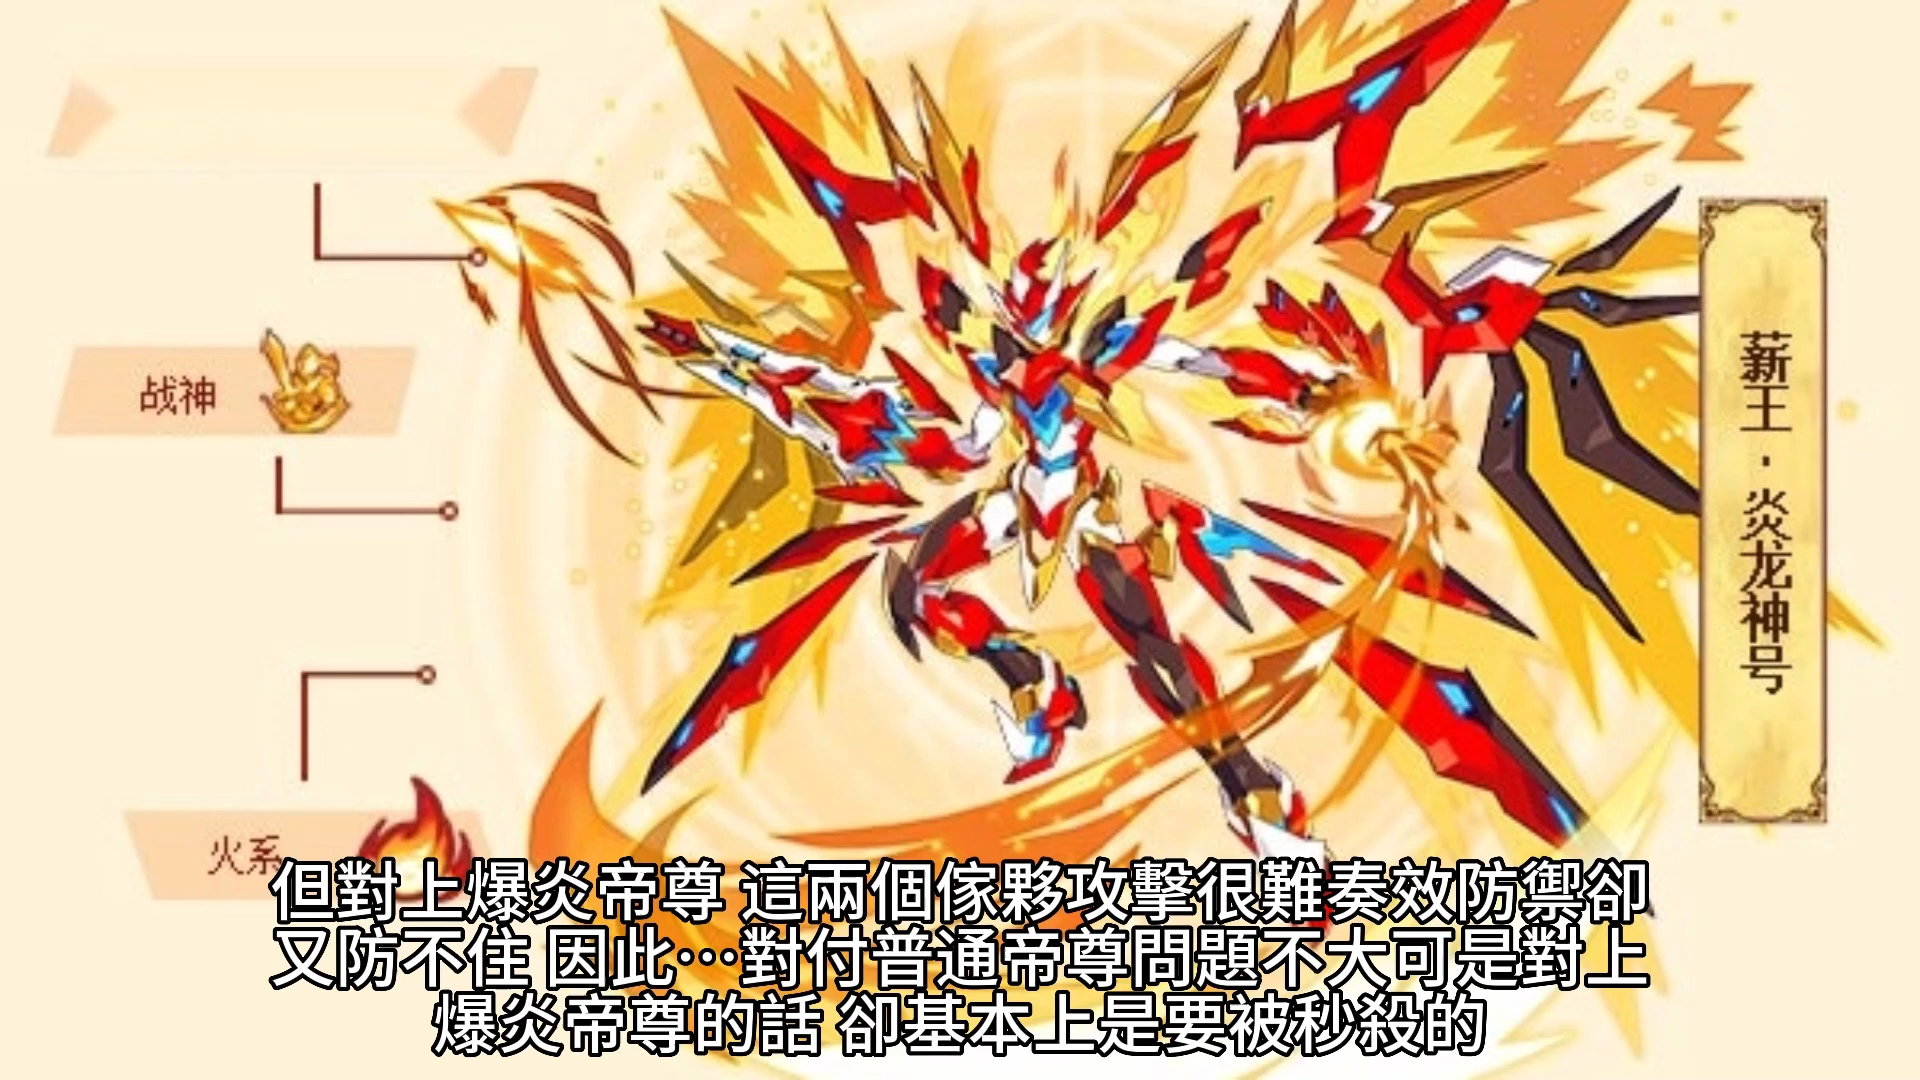 战神
薪王·炎龙神号
火系
但對上爆炎帝尊 這兩個傢夥攻擊很難奏效防禦卻
又防不住 因此…對付普通帝尊問題不大可是對上
爆炎帝尊的話 卻基本上是要被秒殺的